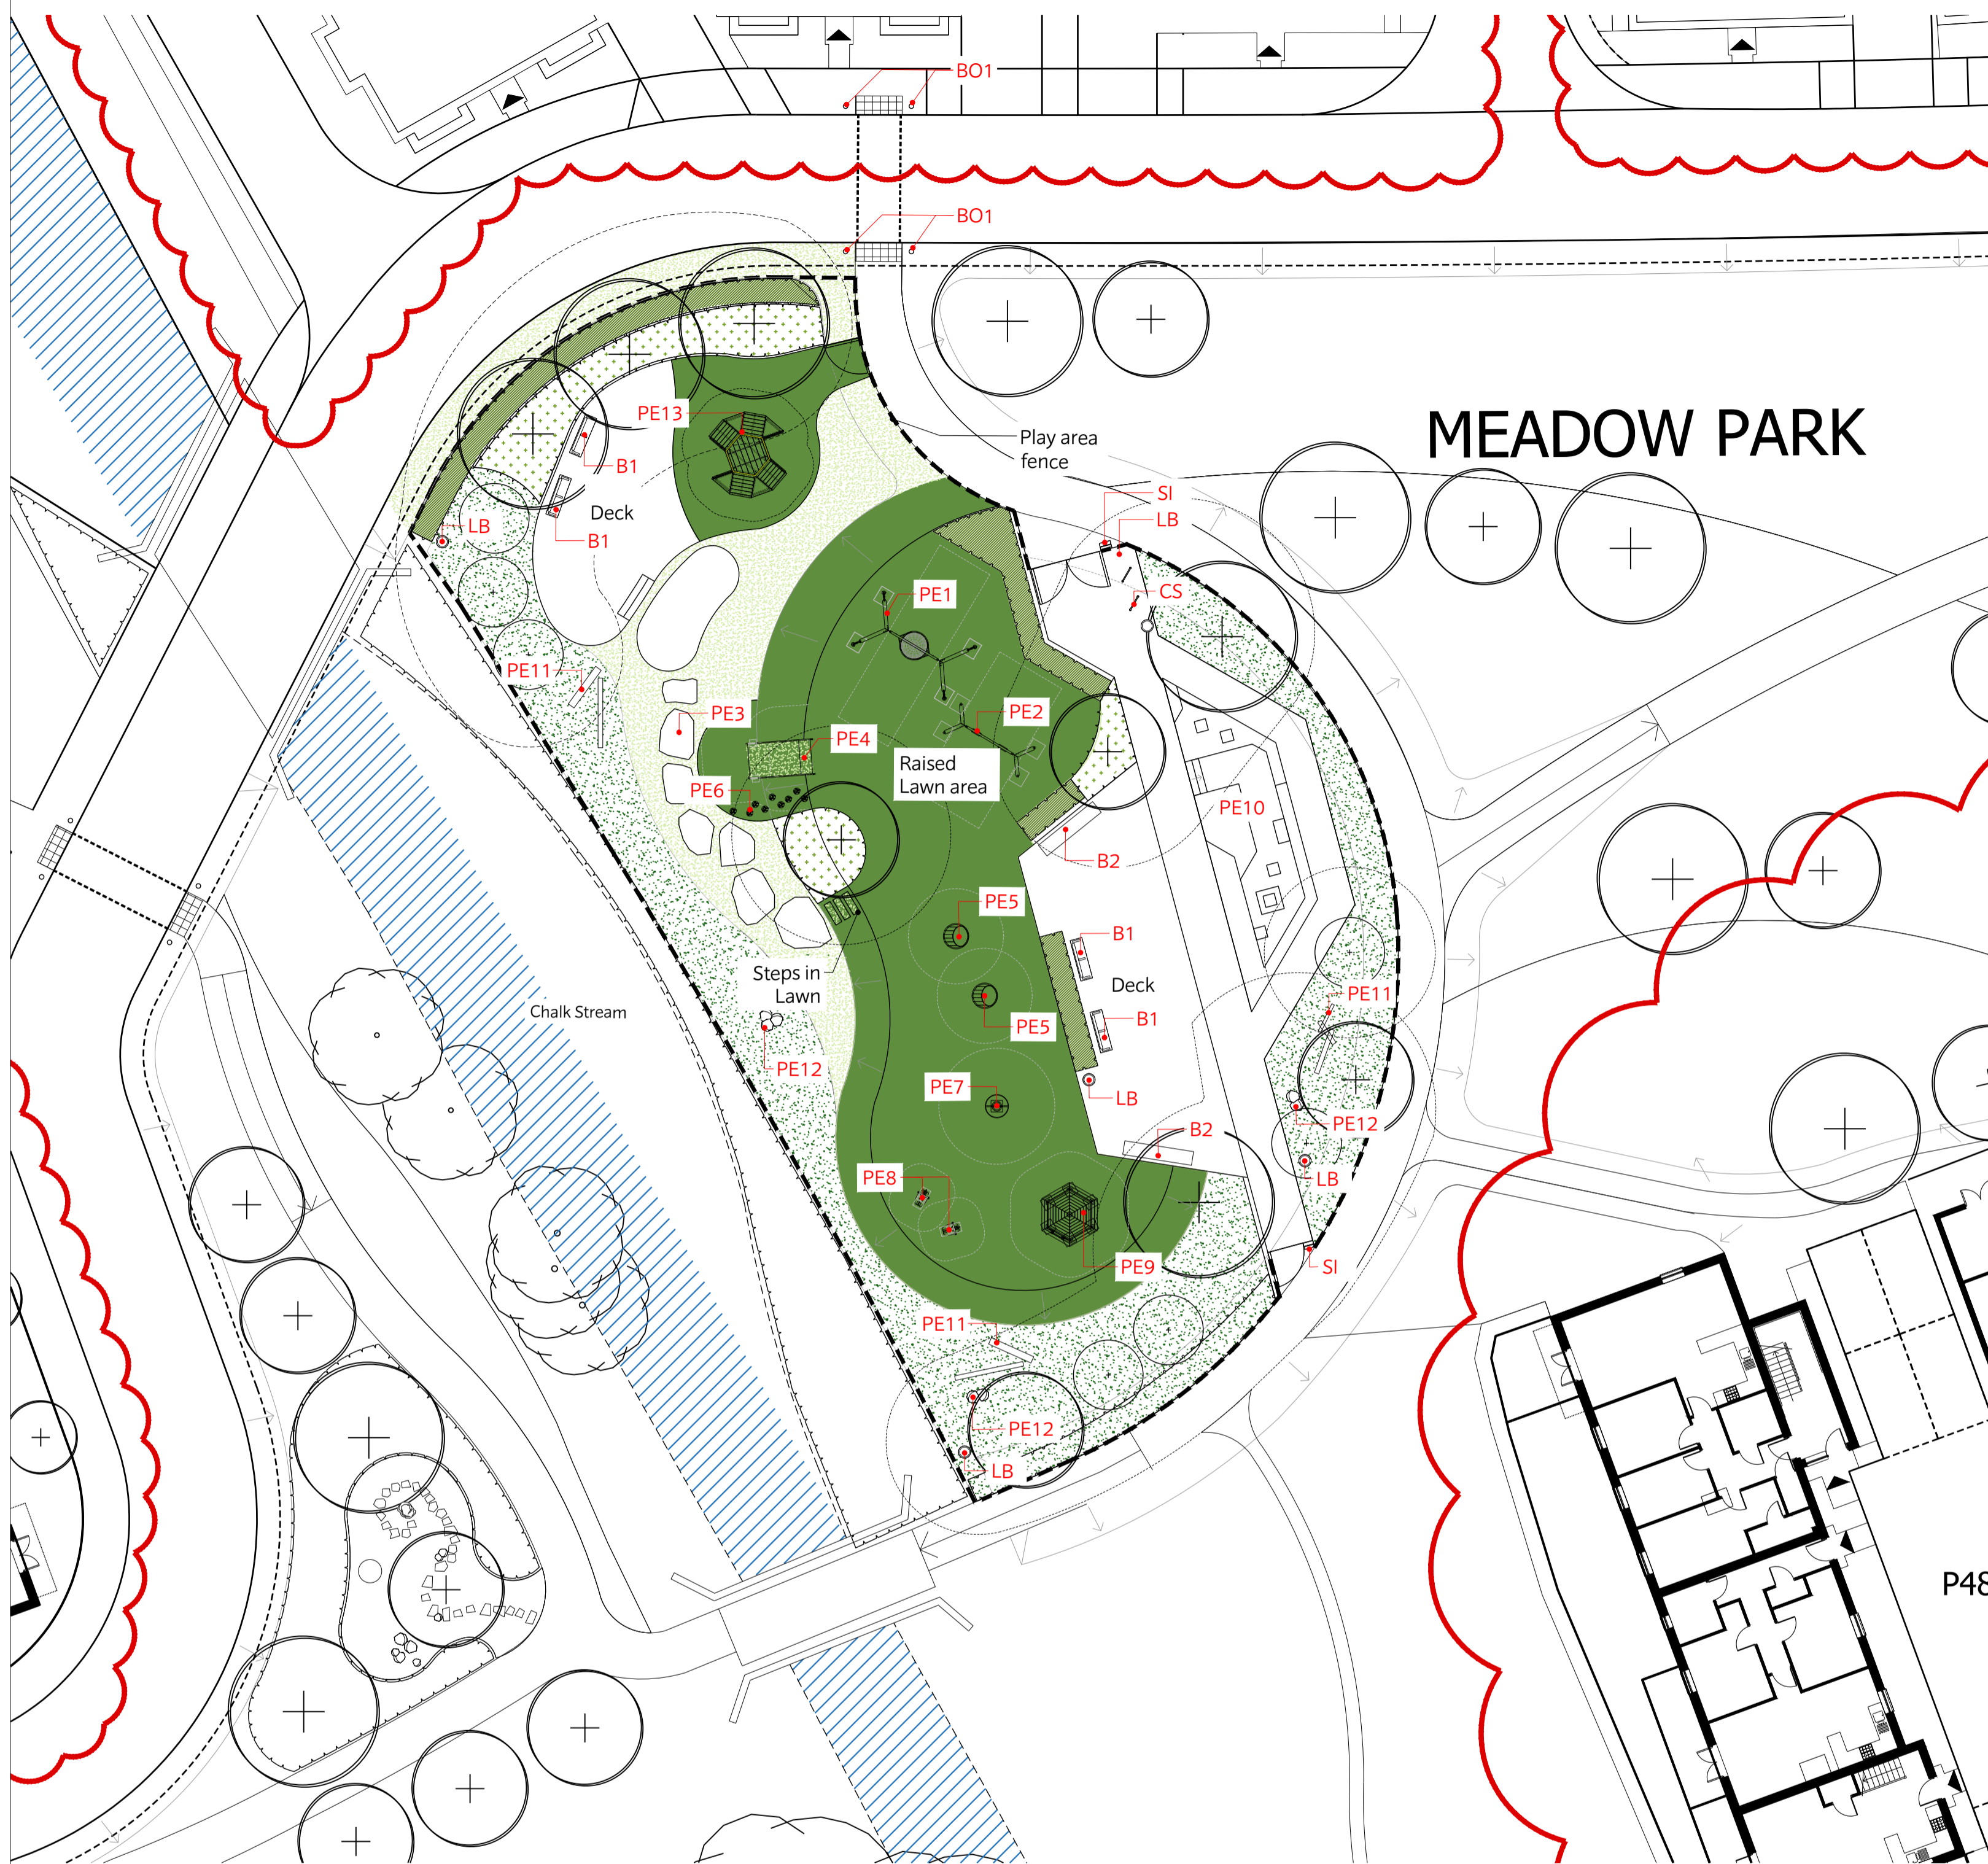 BO1
BO1
MEADOW PARK
PE13
Play area
fence
B1
SI
Deck
LB
LB
B1
PE1
CS
PE11
PE3
PE2
PE4
Raised
Lawn area
PE6
PE10
B2
PE5
B1
Steps in
Lawn
Deck
PE11
Chalk Stream
B1
PE5
PE12
PE7
LB
PE12
B2
PE8
LB
PE9
SI
PE11
PE12
LB
P48